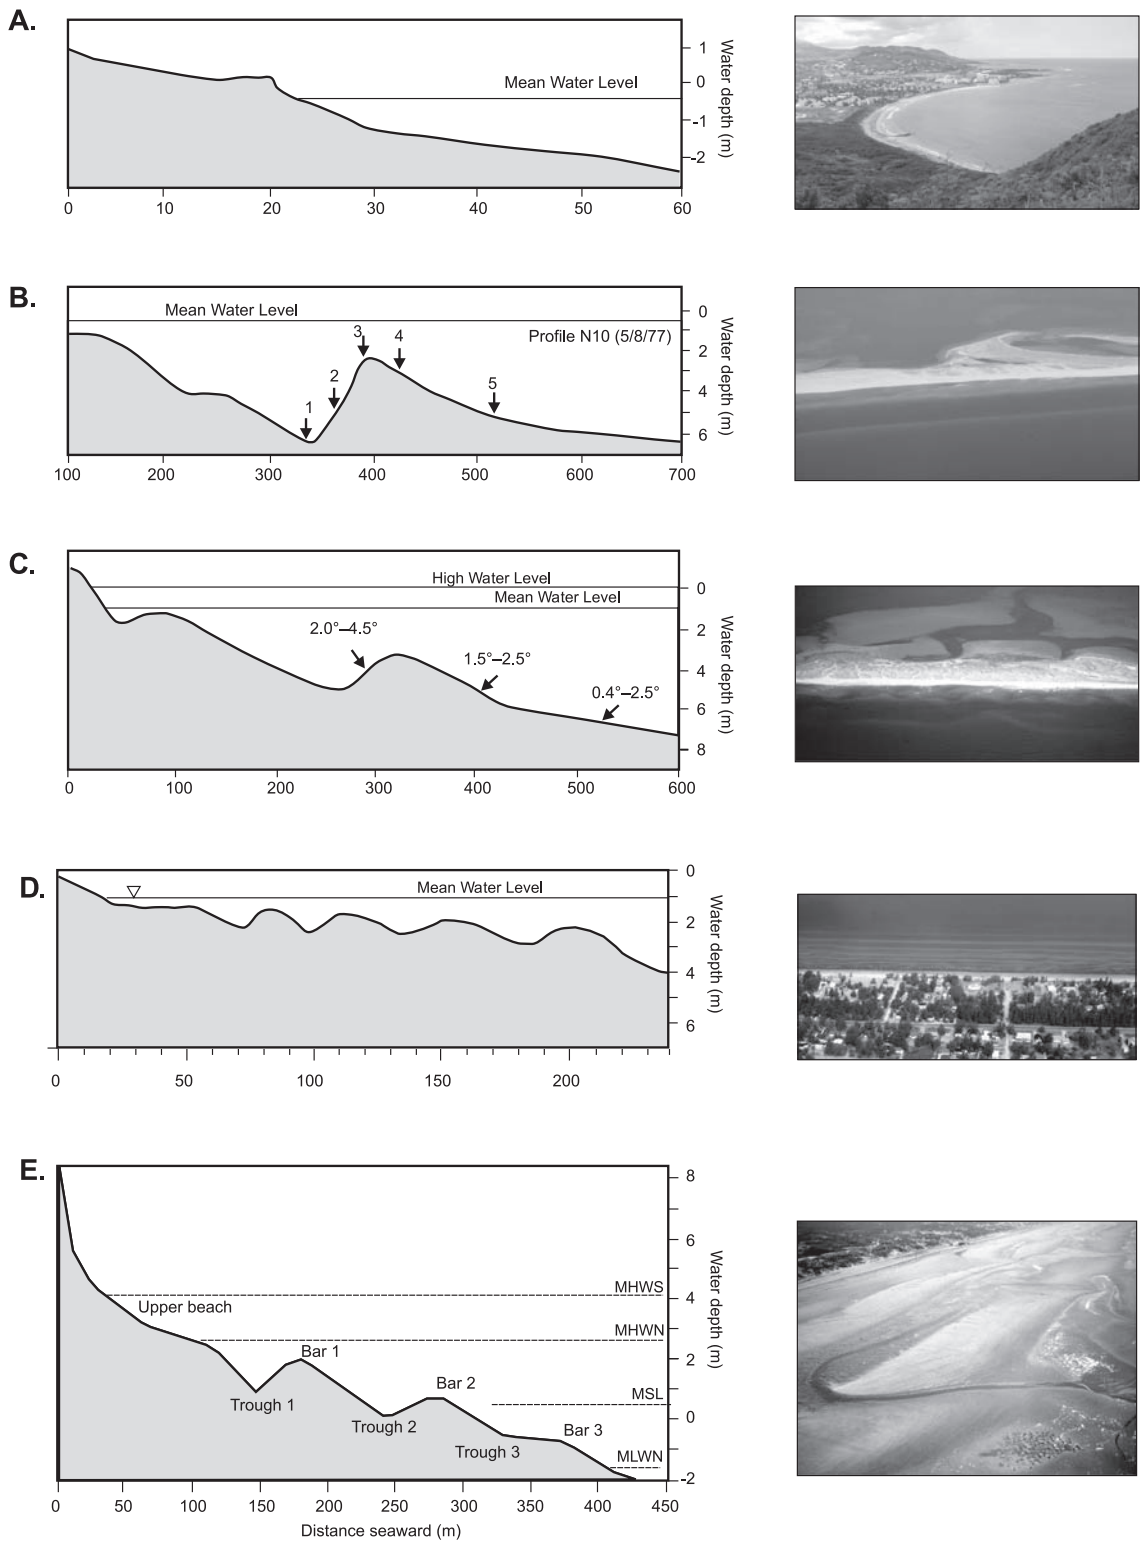 A.
Mean Water Level
1
0
-1
-2
Water depth (m)
0 10 20 30 40 50 60
B.
Mean Water Level
Profile N10 (5/8/77)
1
2
3
4
5
0
2
4
6
Water depth (m)
100 200 300 400 500 600 700
C.
High Water Level
Mean Water Level
2.0°–4.5°
1.5°–2.5°
0.4°–2.5°
0
2
4
6
8
Water depth (m)
0 100 200 300 400 500 600
D.
Mean Water Level
0
2
4
6
Water depth (m)
0 50 100 150 200
E.
MHWS
Upper beach
MHWN
Bar 1
Trough 1
Bar 2
MSL
Trough 2
Bar 3
Trough 3
MLWN
8
6
4
2
0
-2
Water depth (m)
0 50 100 150 200 250 300 350 400 450
Distance seaward (m)